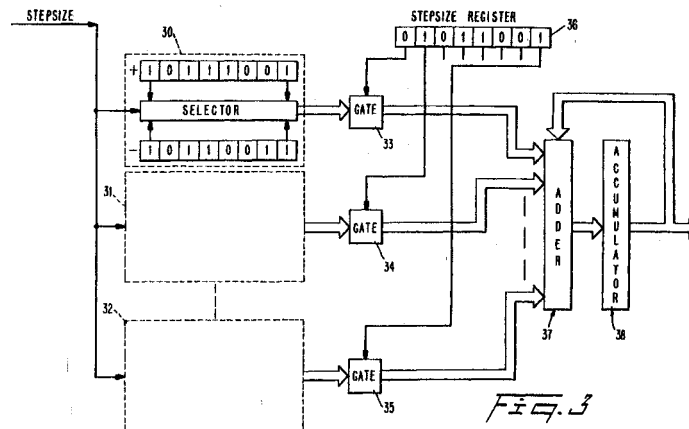 STEPSIZE
30
STEPSIZE REGISTER
36
0 1 0 1 1 0 0 1
+ 1 0 1 1 1 0 0 1
SELECTOR
GATE
33
- 1 0 1 1 0 0 1 1
31
GATE
34
ADDER
37
ACCUMULATOR
38
32
GATE
35
Fig. 3